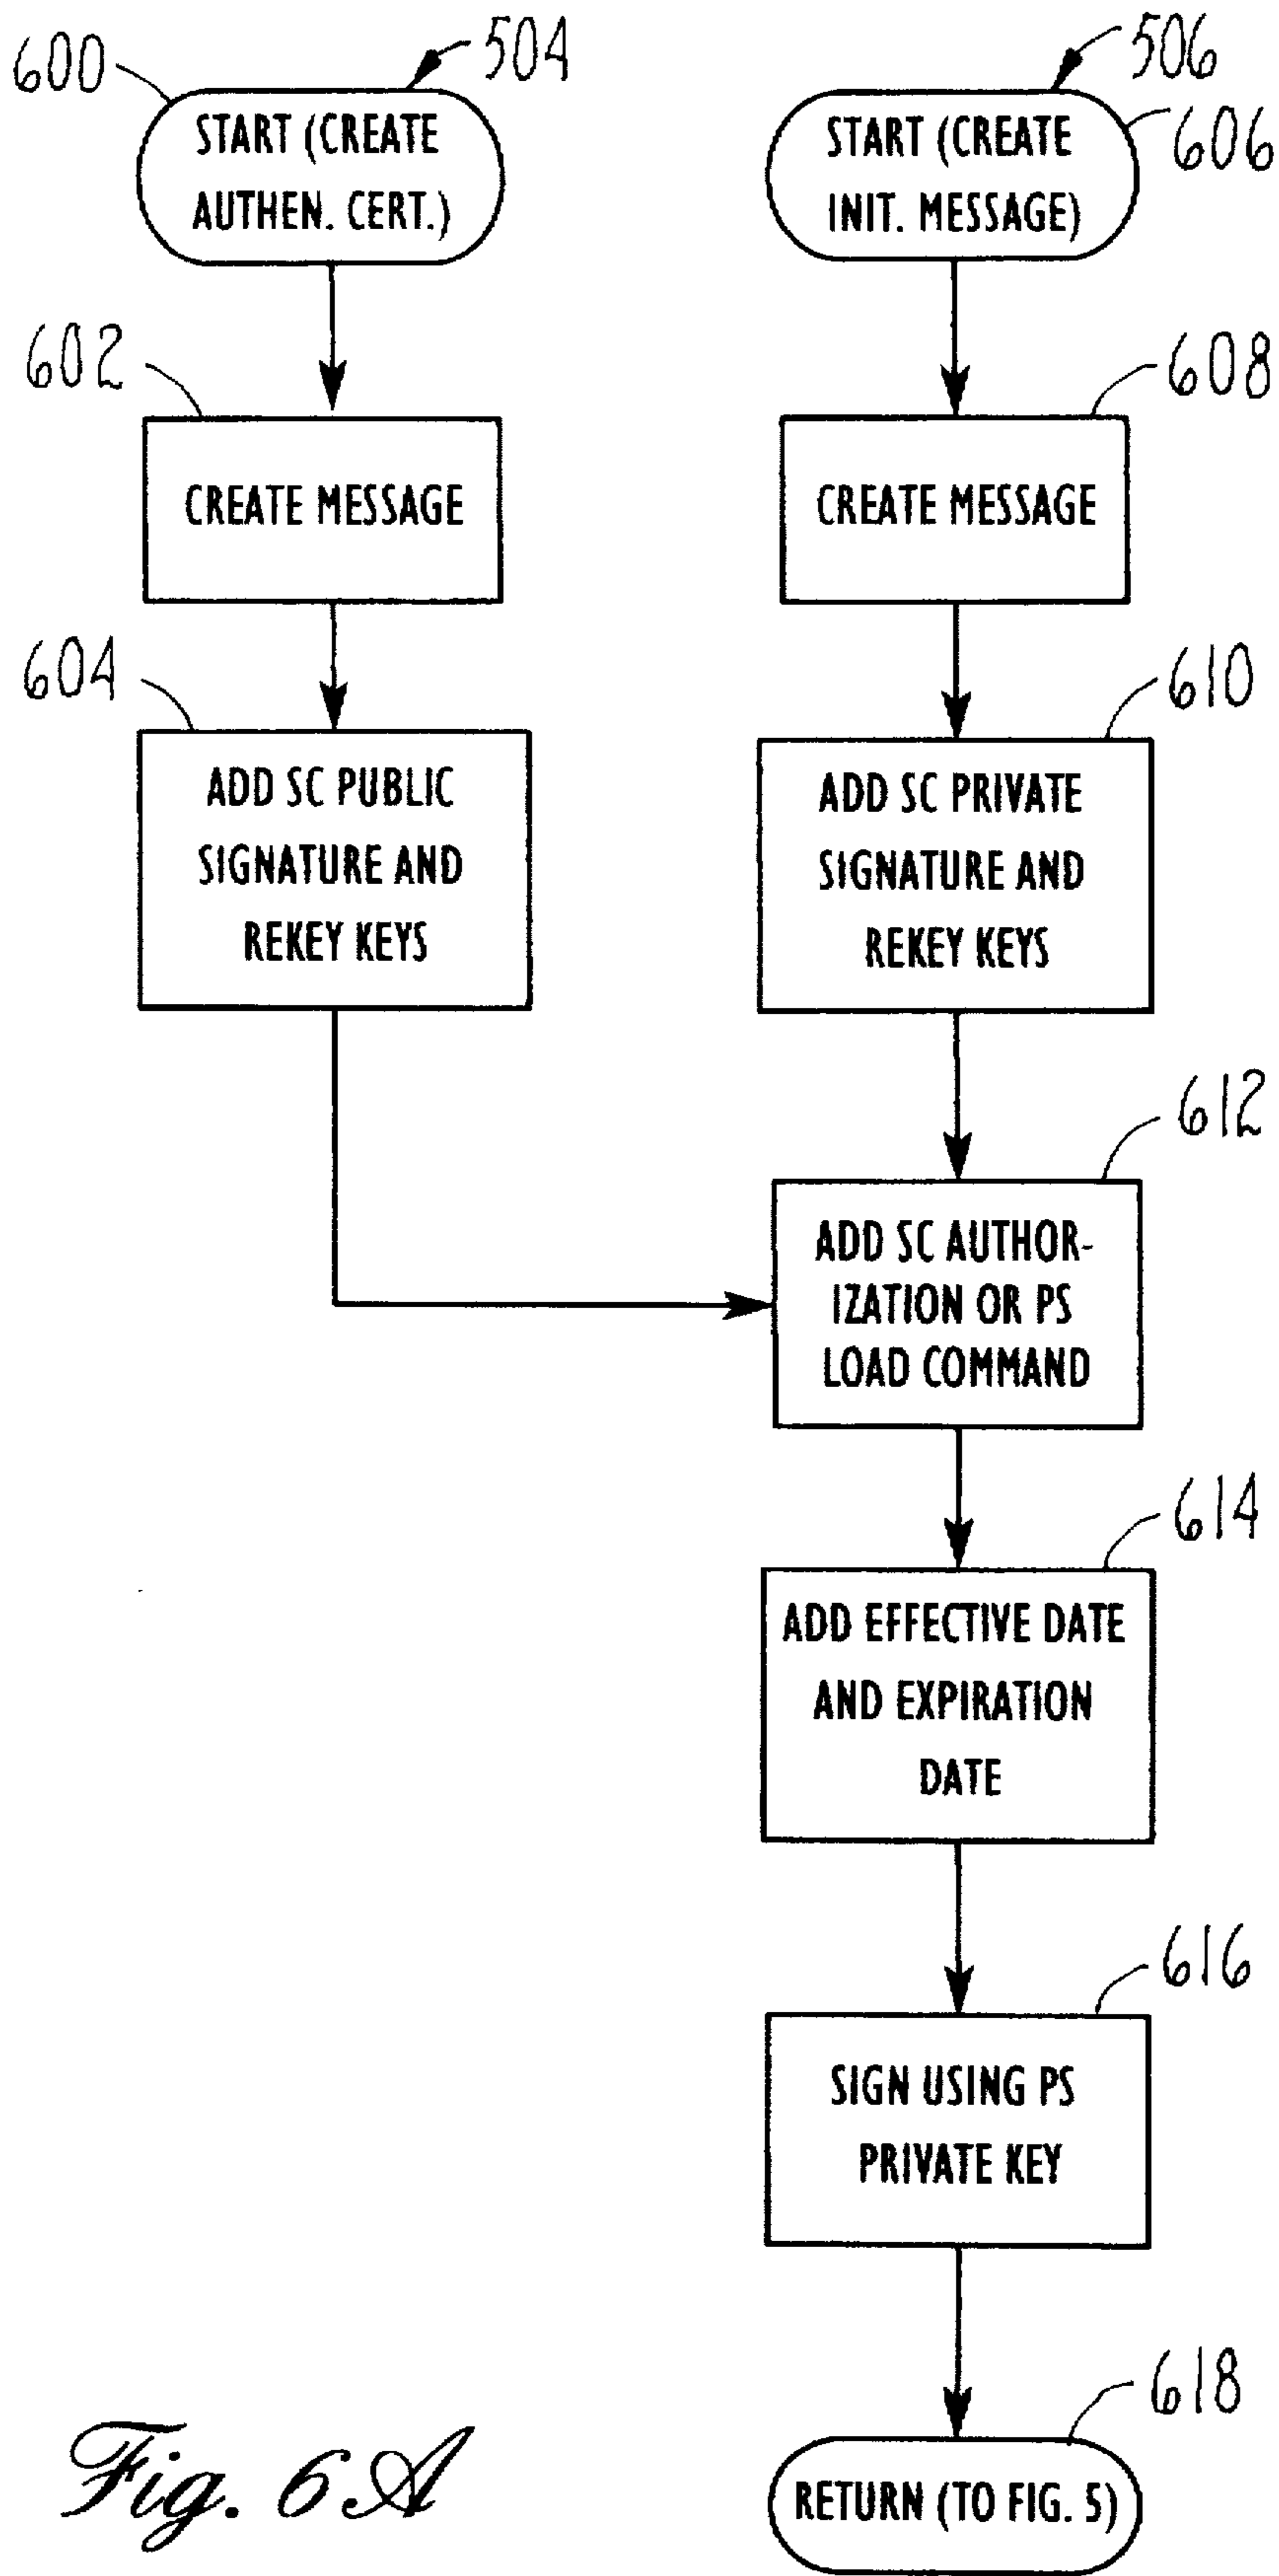 600
504
START (CREATE
AUTHEN. CERT.)
506
606
START (CREATE
INIT. MESSAGE)
602
CREATE MESSAGE
608
CREATE MESSAGE
604
ADD SC PUBLIC
SIGNATURE AND
REKEY KEYS
610
ADD SC PRIVATE
SIGNATURE AND
REKEY KEYS
612
ADD SC AUTHOR-
IZATION OR PS
LOAD COMMAND
614
ADD EFFECTIVE DATE
AND EXPIRATION
DATE
616
SIGN USING PS
PRIVATE KEY
618
RETURN (TO FIG. 5)
Fig. 6A